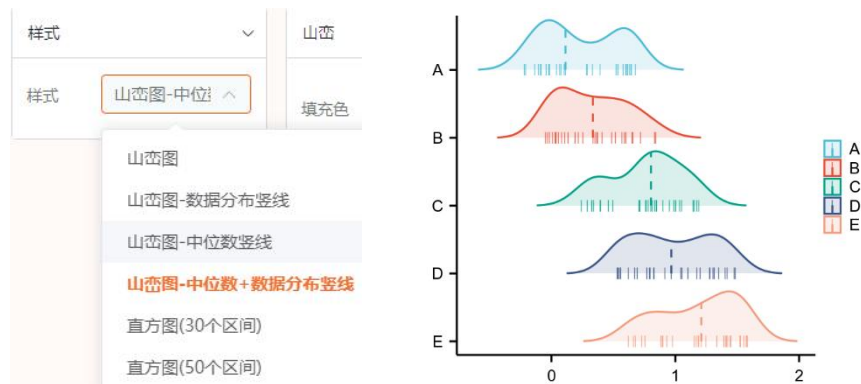 样式
山峦
样式
山峦图-中位
填充色
山峦图
山峦图-数据分布竖线
山峦图-中位数竖线
山峦图-中位数+数据分布竖线
直方图(30个区间)
直方图(50个区间)
A
B
C
D
E
0
1
2
A
B
C
D
E